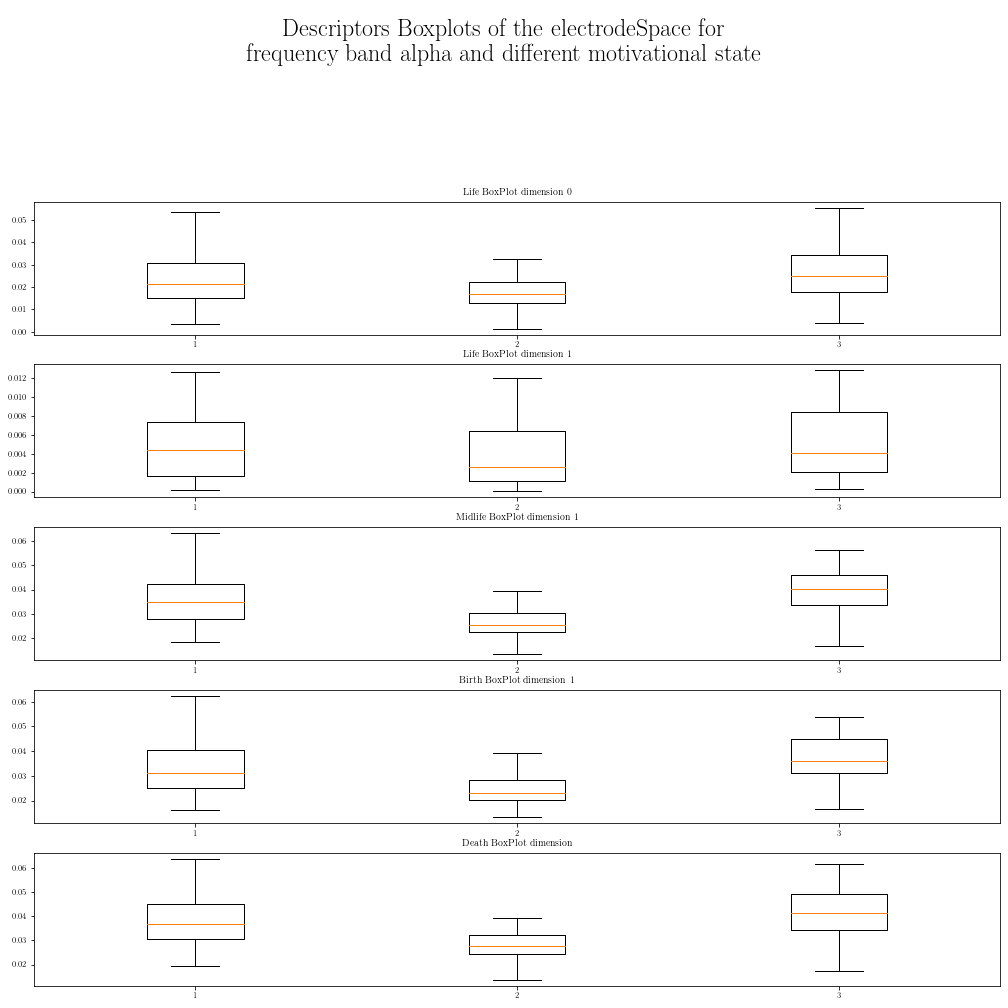 Descriptors Boxplots of the electrodeSpace for
frequency band alpha and different motivational state
Life BoxPlot dimension 0
0.05
0.04
0.03
0.02
0.01
0.00
1 2 3
Life BoxPlot dimension 1
0.012
0.010
0.008
0.006
0.004
0.002
0.000
1 2 3
Midlife BoxPlot dimension 1
0.06
0.05
0.04
0.03
0.02
1 2 3
Birth BoxPlot dimension 1
0.06
0.05
0.04
0.03
0.02
1 2 3
Death BoxPlot dimension
0.06
0.05
0.04
0.03
0.02
1 2 3